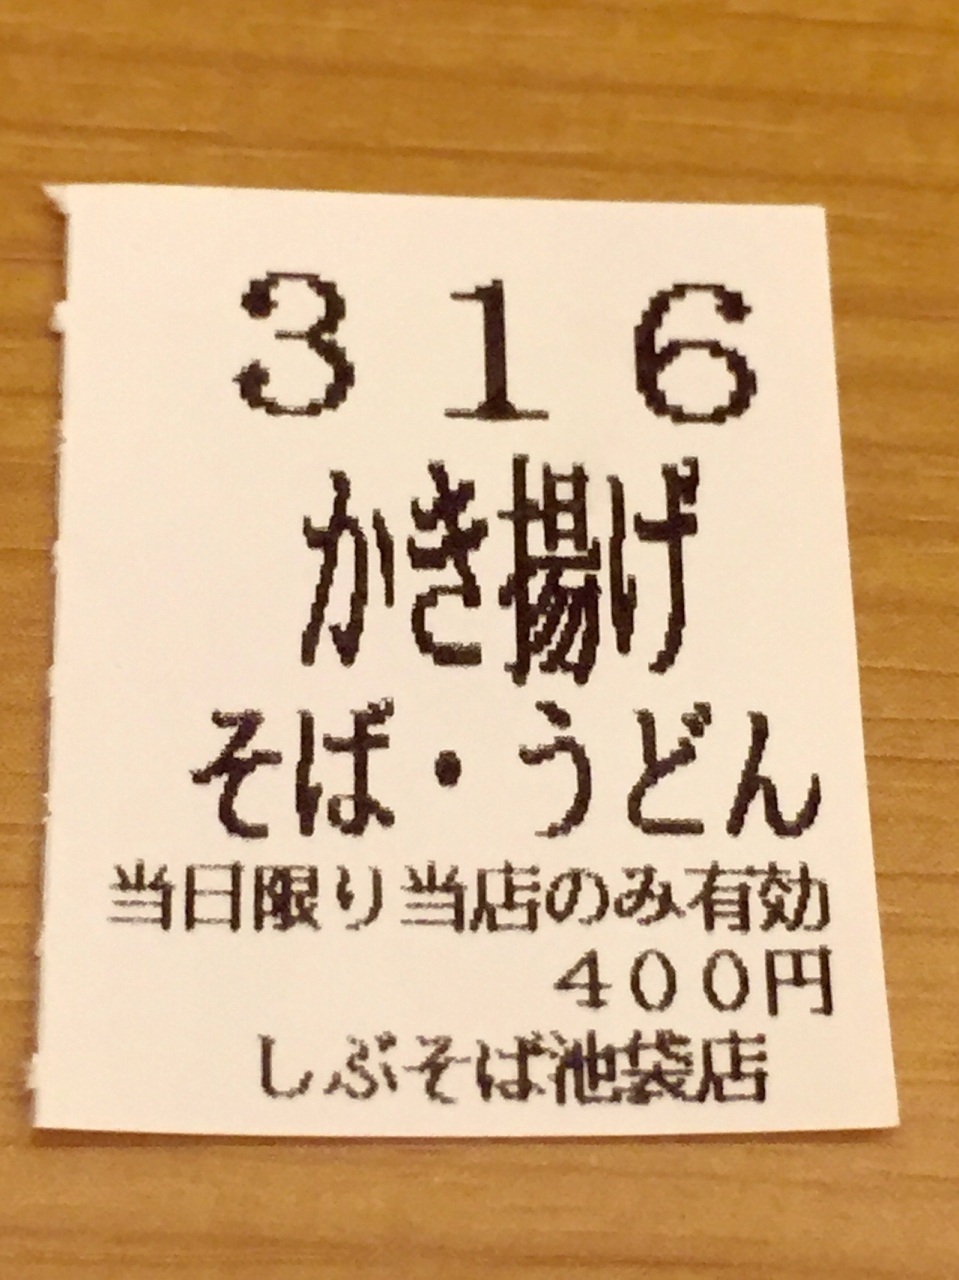 ３１６
かき揚げ
そば・うどん
当日限り当店のみ有効
４００円
しぶそば池袋店